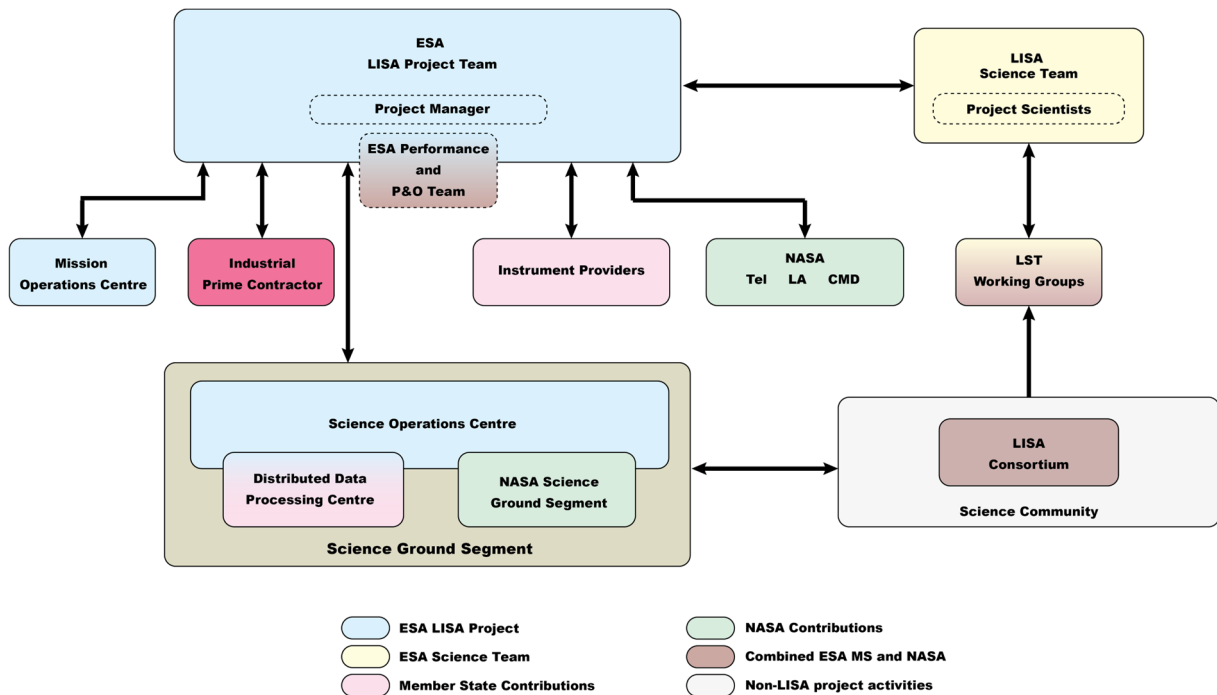 ESA
LISA Project Team
Project Manager
ESA Performance
and
P&O Team
LISA
Science Team
Project Scientists
Mission
Operations Centre
Industrial
Prime Contractor
Instrument Providers
NASA
Tel LA CMD
LST
Working Groups
Science Operations Centre
Distributed Data
Processing Centre
NASA Science
Ground Segment
Science Ground Segment
LISA
Consortium
Science Community
ESA LISA Project
ESA Science Team
Member State Contributions
NASA Contributions
Combined ESA MS and NASA
Non-LISA project activities